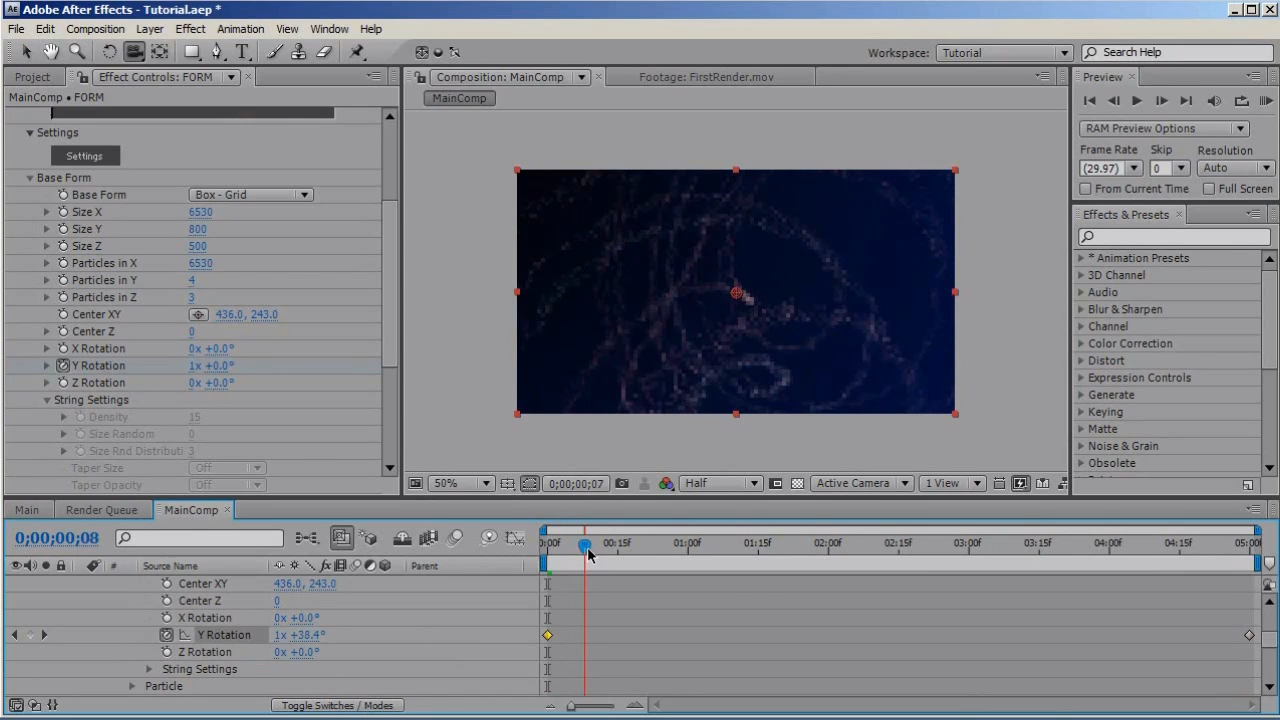 Adobe After Effects - Tutorial.aep *
File Edit Composition Layer Effect Animation View Window Help
Workspace: Tutorial Search Help
Project Effect Controls: FORM Composition: MainComp Footage: FirstRender.mov Preview
MainComp • FORM MainComp
RAM Preview Options
Frame Rate Skip Resolution
(29.97) 0 Auto
From Current Time Full Screen
Settings
Settings
Base Form
Base Form Box - Grid
Size X 6530
Size Y 800
Size Z 500
Particles in X 6530
Particles in Y 4
Particles in Z 3
Center XY 436.0, 243.0
Center Z 0
X Rotation 0x +0.0°
Y Rotation 1x +0.0°
Z Rotation 0x +0.0°
String Settings
Density 15
Size Random 0
Size Rnd Distributi 3
Taper Size Off
Taper Opacity Off
50% 0;00;00;07 Half Active Camera 1 View
Effects & Presets
* Animation Presets
3D Channel
Audio
Blur & Sharpen
Channel
Color Correction
Distort
Expression Controls
Generate
Keying
Matte
Noise & Grain
Obsolete
Main Render Queue MainComp
0;00;00;08
0:00f 00:15f 01:00f 01:15f 02:00f 02:15f 03:00f 03:15f 04:00f 04:15f 05:00f
# Source Name Parent
Center XY 436.0, 243.0
Center Z 0
X Rotation 0x +0.0°
Y Rotation 1x +38.4°
Z Rotation 0x +0.0°
String Settings
Particle
Toggle Switches / Modes